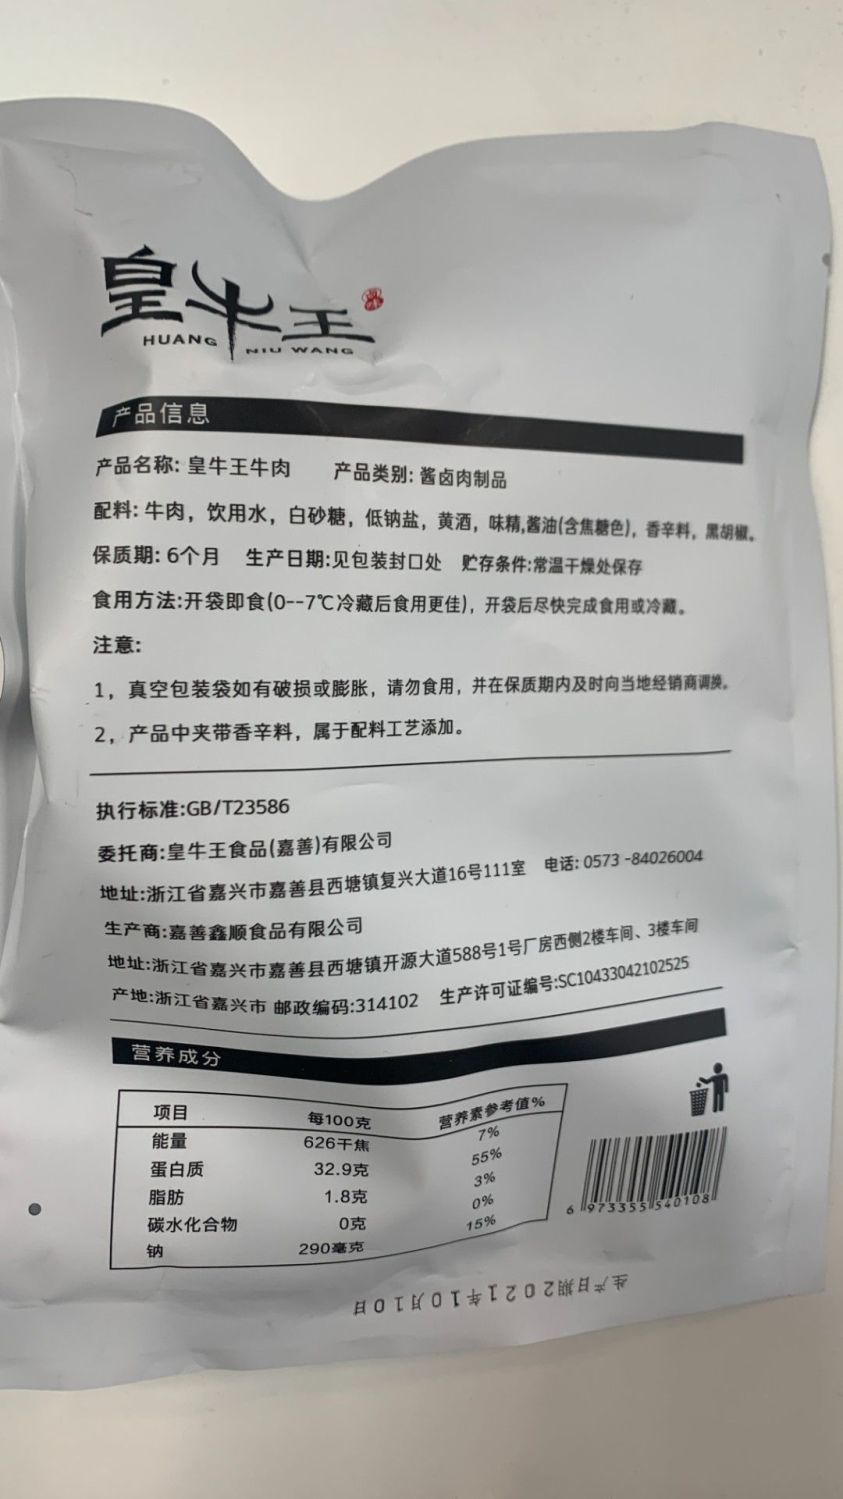 皇牛王
HUANG NIU WANG
产品信息
产品名称: 皇牛王牛肉 产品类别: 酱卤肉制品
配料: 牛肉，饮用水，白砂糖，低钠盐，黄酒，味精,酱油(含焦糖色)，香辛料，黑胡椒。
保质期: 6个月 生产日期:见包装封口处 贮存条件:常温干燥处保存
食用方法:开袋即食(0--7℃冷藏后食用更佳)，开袋后尽快完成食用或冷藏。
注意:
1，真空包装袋如有破损或膨胀，请勿食用，并在保质期内及时向当地经销商调换。
2，产品中夹带香辛料，属于配料工艺添加。
执行标准:GB/T23586
委托商:皇牛王食品(嘉善)有限公司
地址:浙江省嘉兴市嘉善县西塘镇复兴大道16号111室 电话: 0573 -84026004
生产商:嘉善鑫顺食品有限公司
地址:浙江省嘉兴市嘉善县西塘镇开源大道588号1号厂房西侧2楼车间、3楼车间
产地:浙江省嘉兴市 邮政编码:314102 生产许可证编号:SC10433042102525
营养成分
项目 每100克 营养素参考值%
能量 626千焦 7%
蛋白质 32.9克 55%
脂肪 1.8克 3%
碳水化合物 0克 0%
钠 290毫克 15%
6 973355 540108
生产日期2021年10月10日